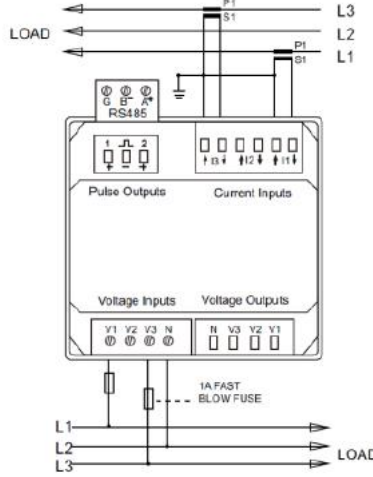 P1 L3
S1
LOAD L2
P1 L1
S1
G B- A+
RS485
1 2
+ - +
I3 I2 I1
Pulse Outputs Current Inputs
Voltage Inputs Voltage Outputs
V1 V2 V3 N N V3 V2 V1
1A FAST
BLOW FUSE
L1
L2
L3 LOAD